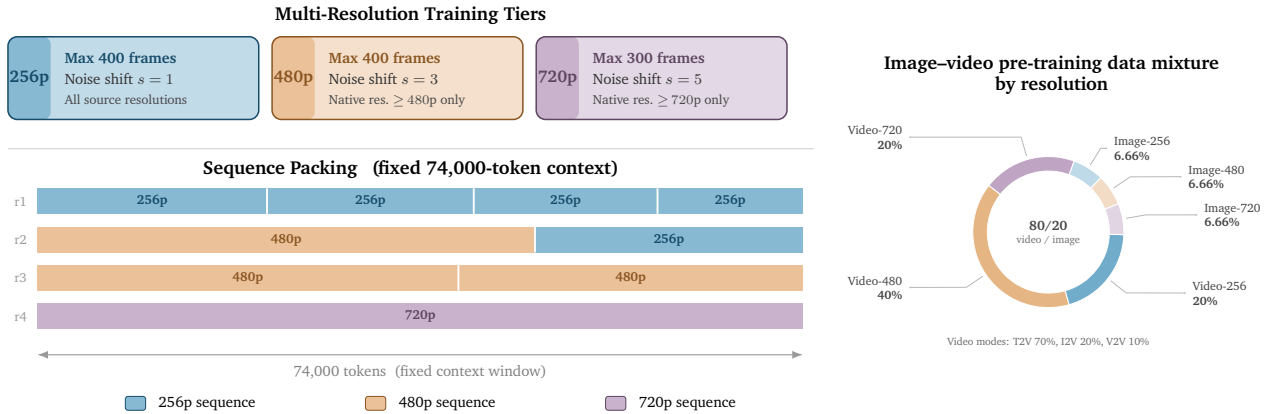 Multi-Resolution Training Tiers
256p
Max 400 frames
Noise shift s = 1
All source resolutions
480p
Max 400 frames
Noise shift s = 3
Native res. ≥ 480p only
720p
Max 300 frames
Noise shift s = 5
Native res. ≥ 720p only
Sequence Packing (fixed 74,000-token context)
r1 256p 256p 256p 256p
r2 480p 256p
r3 480p 480p
r4 720p
74,000 tokens (fixed context window)
256p sequence 480p sequence 720p sequence
Image–video pre-training data mixture
by resolution
Video-720
20%
Image-256
6.66%
Image-480
6.66%
Image-720
6.66%
80/20
video / image
Video-480
40%
Video-256
20%
Video modes: T2V 70%, I2V 20%, V2V 10%